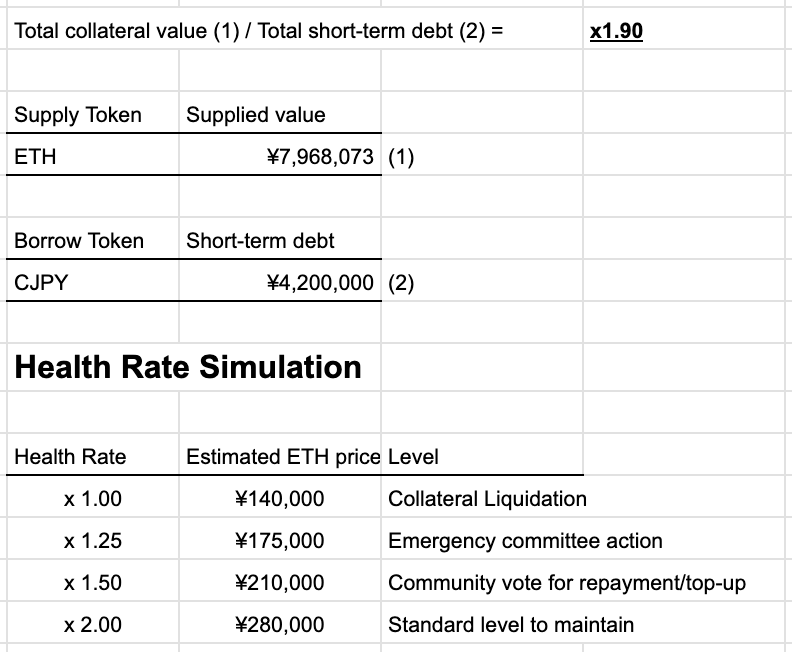 Total collateral value (1) / Total short-term debt (2) = x1.90
Supply Token Supplied value
ETH ¥7,968,073 (1)
Borrow Token Short-term debt
CJPY ¥4,200,000 (2)
Health Rate Simulation
Health Rate Estimated ETH price Level
x 1.00 ¥140,000 Collateral Liquidation
x 1.25 ¥175,000 Emergency committee action
x 1.50 ¥210,000 Community vote for repayment/top-up
x 2.00 ¥280,000 Standard level to maintain